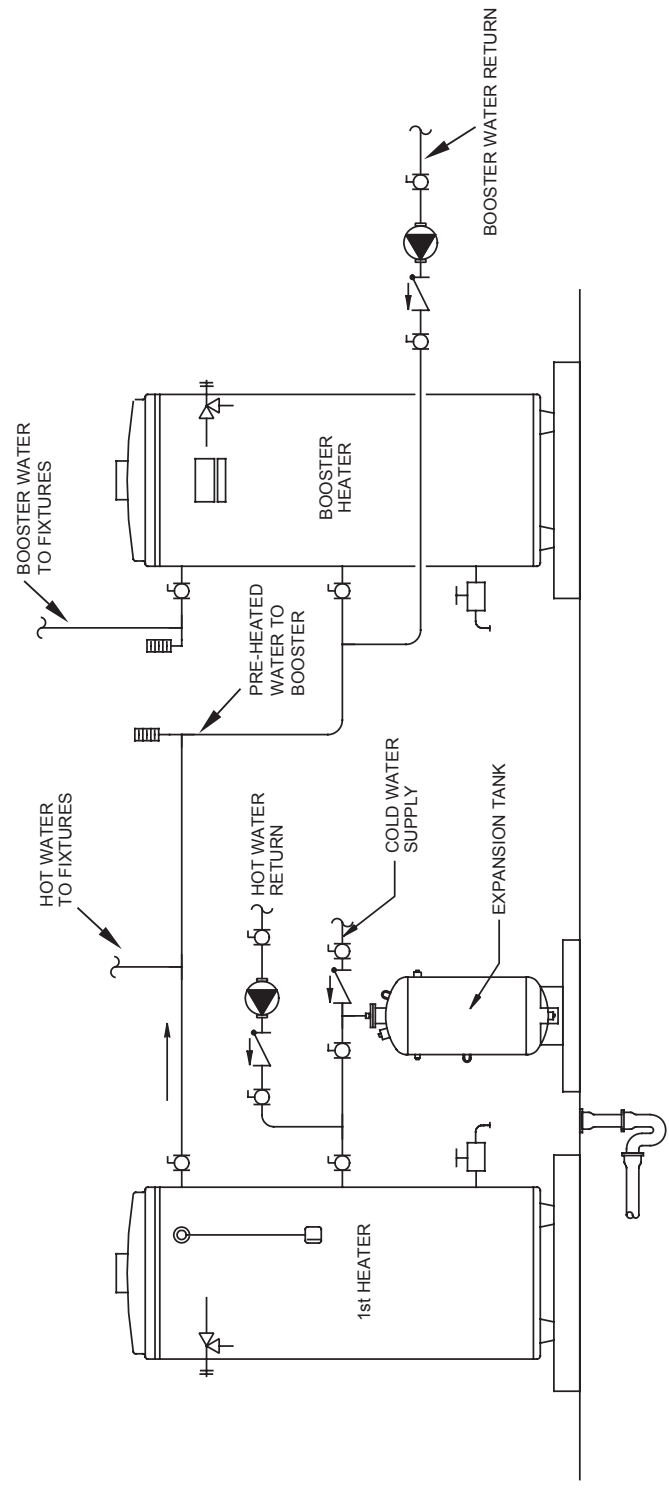 HOT WATER
TO FIXTURES
BOOSTER WATER
TO FIXTURES
PRE-HEATED
WATER TO
BOOSTER
HOT WATER
RETURN
COLD WATER
SUPPLY
1st HEATER
EXPANSION TANK
BOOSTER
HEATER
BOOSTER WATER RETURN